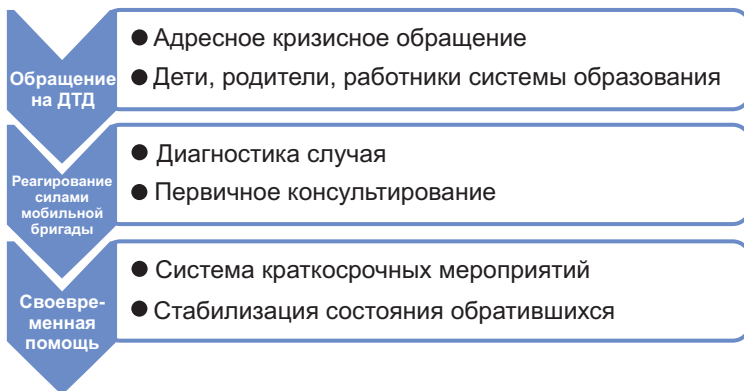 Обращение
на ДТД
● Адресное кризисное обращение
● Дети, родители, работники системы образования
Реагирование
силами
мобильной
бригады
● Диагностика случая
● Первичное консультирование
Своевре-
менная
помощь
● Система краткосрочных мероприятий
● Стабилизация состояния обратившихся